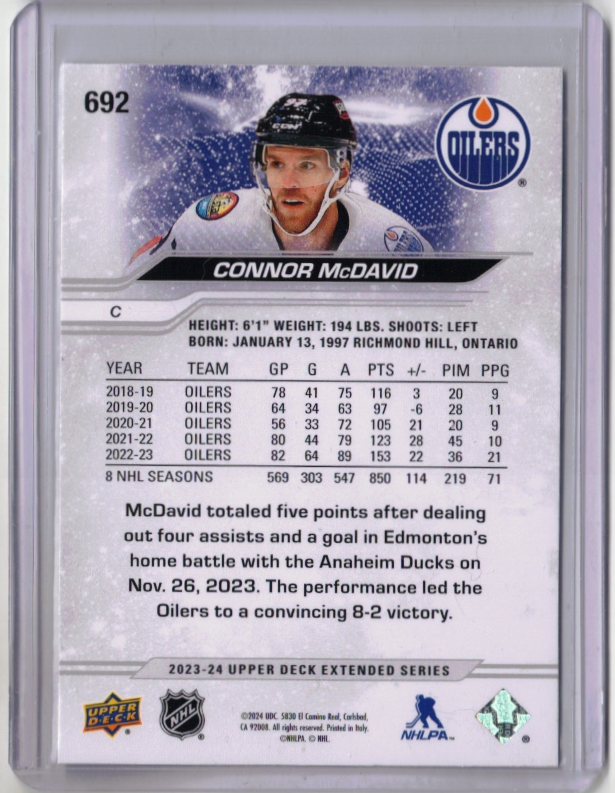 692
OILERS
®
CCM
CONNOR McDAVID
C
HEIGHT: 6'1" WEIGHT: 194 LBS. SHOOTS: LEFT
BORN: JANUARY 13, 1997 RICHMOND HILL, ONTARIO
YEAR TEAM GP G A PTS +/- PIM PPG
2018-19 OILERS 78 41 75 116 3 20 9
2019-20 OILERS 64 34 63 97 -6 28 11
2020-21 OILERS 56 33 72 105 21 20 9
2021-22 OILERS 80 44 79 123 28 45 10
2022-23 OILERS 82 64 89 153 22 36 21
8 NHL SEASONS 569 303 547 850 114 219 71
McDavid totaled five points after dealing
out four assists and a goal in Edmonton's
home battle with the Anaheim Ducks on
Nov. 26, 2023. The performance led the
Oilers to a convincing 8-2 victory.
2023-24 UPPER DECK EXTENDED SERIES
UPPER
D·E·C·K
®
NHL
®
©2024 UDC. 5830 El Camino Real, Carlsbad,
CA 92008. All rights reserved. Printed in Italy.
©NHLPA. © NHL.
NHLPA™
®